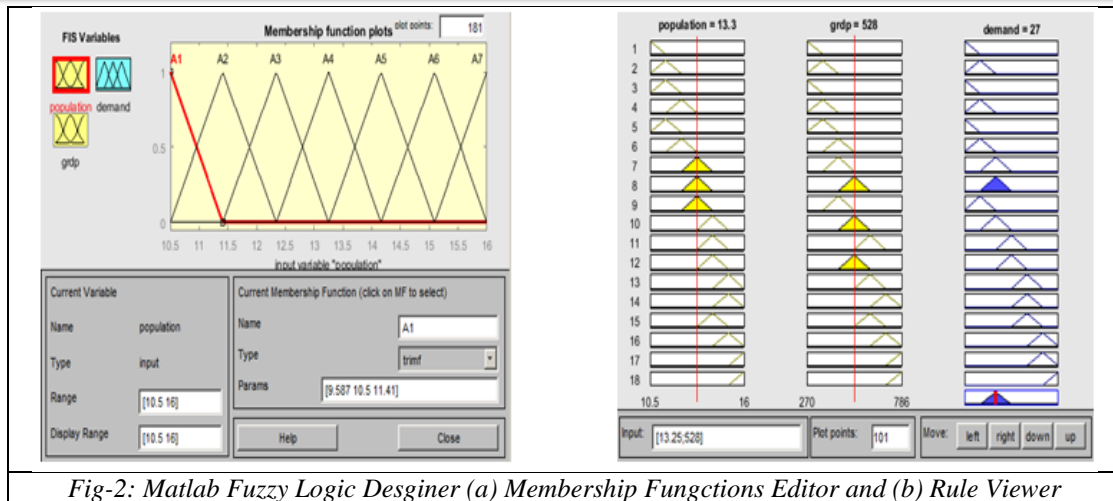 FIS Variables
population
demand
grdp
Membership function plots
plot points:
181
A1 A2 A3 A4 A5 A6 A7
1
0.5
0
10.5 11 11.5 12 12.5 13 13.5 14 14.5 15 15.5 16
input variable "population"
Current Variable
Name population
Type input
Range [10.5 16]
Display Range [10.5 16]
Current Membership Function (click on MF to select)
Name A1
Type trimf
Params [9.587 10.5 11.41]
Help Close
population = 13.3 grdp = 528 demand = 27
1
2
3
4
5
6
7
8
9
10
11
12
13
14
15
16
17
18
10.5 16 270 786
Input: [13.25;528] Plot points: 101 Move: left right down up
Fig-2: Matlab Fuzzy Logic Desginer (a) Membership Fungctions Editor and (b) Rule Viewer